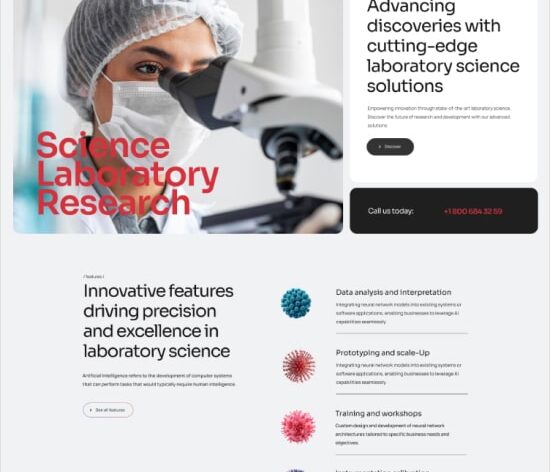 Science
Laboratory
Research
Advancing
discoveries with
cutting-edge
laboratory science
solutions
Empowering innovation through state-of-the-art laboratory science.
Discover the future of research and development with our advanced
solutions
Discover
Call us today:
+1 800 684 32 59
/ features /
Innovative features
driving precision
and excellence in
laboratory science
Artificial intelligence refers to the development of computer systems
that can perform tasks that would typically require human intelligence.
See all features
Data analysis and interpretation
Integrating neural network models into existing systems or
software applications, enabling businesses to leverage AI
capabilities seamlessly.
Prototyping and scale-Up
Integrating neural network models into existing systems or
software applications, enabling businesses to leverage AI
capabilities seamlessly.
Training and workshops
Custom design and development of neural network
architectures tailored to specific business needs and
objectives.